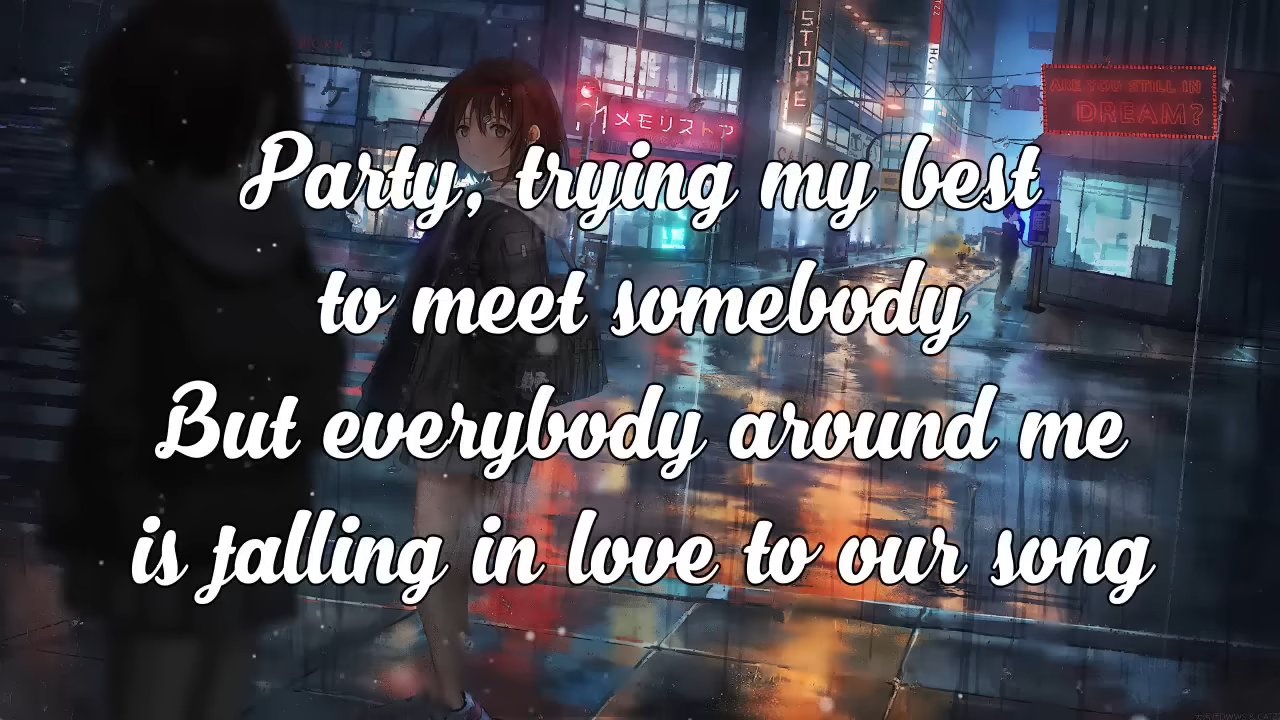 STORE
HO
メモリストア
ARE YOU STILL IN
DREAM?
Party, trying my best
to meet somebody
But everybody around me
is falling in love to our song